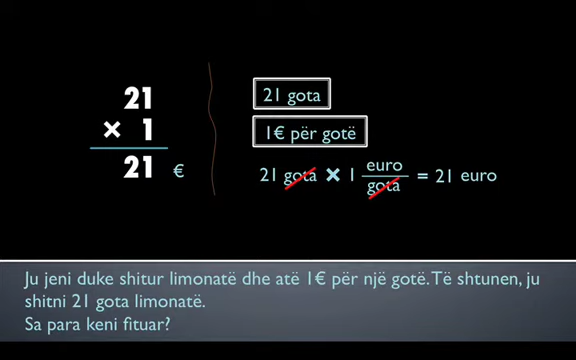 21
× 1
21 €
21 gota
1€ për gotë
21 gota × 1 euro/gota = 21 euro
Ju jeni duke shitur limonatë dhe atë 1€ për një gotë. Të shtunen, ju
shitni 21 gota limonatë.
Sa para keni fituar?